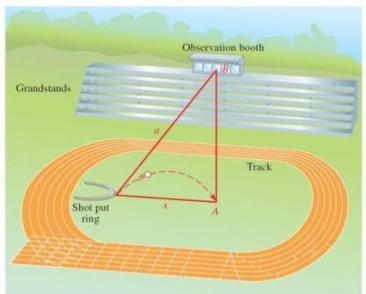 Observation booth
B
Grandstands
a
Track
Shot put
ring
x
A